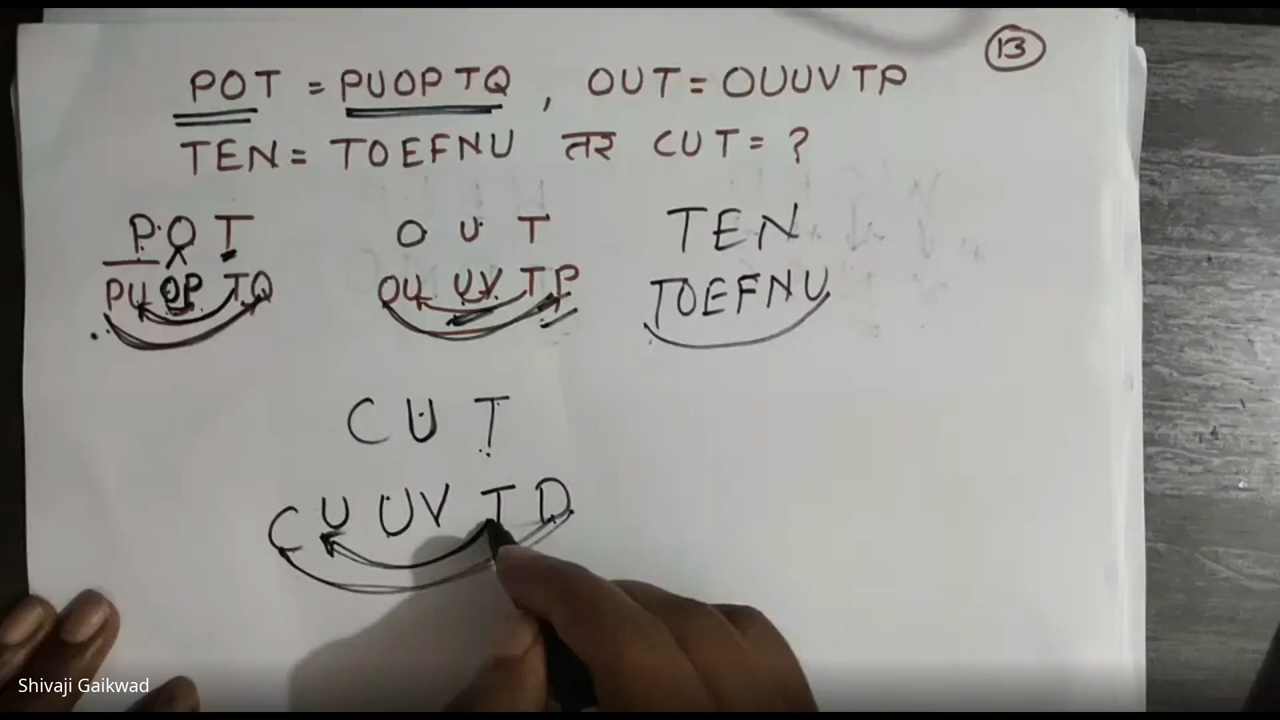 13
POT = PUOPTQ , OUT = OUUVTP
TEN = TOEFNU तर CUT = ?
POT OUT TEN
PUOPTQ OUUVTP TOEFNU
CUT
CUUVTD
Shivaji Gaikwad